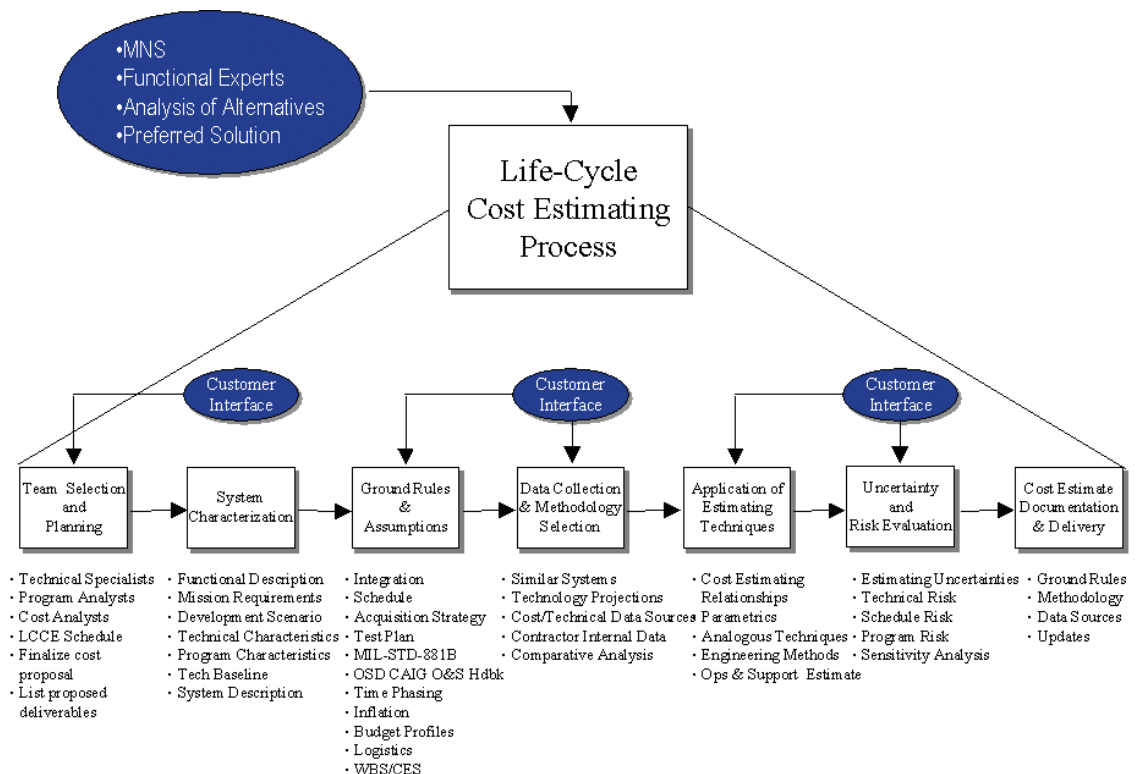 •MNS
•Functional Experts
•Analysis of Alternatives
•Preferred Solution
Life-Cycle
Cost Estimating
Process
Customer
Interface
Customer
Interface
Customer
Interface
Team Selection
and
Planning
System
Characterization
Ground Rules
&
Assumptions
Data Collection
& Methodology
Selection
Application of
Estimating
Techniques
Uncertainty
and
Risk Evaluation
Cost Estimate
Documentation
& Delivery
· Technical Specialists
· Program Analysts
· Cost Analysts
· LCCE Schedule
· Finalize cost
proposal
· List proposed
deliverables
· Functional Description
· Mission Requirements
· Development Scenario
· Technical Characteristics
· Program Characteristics
· Tech Baseline
· System Description
· Integration
· Schedule
· Acquisition Strategy
· Test Plan
· MIL-STD-881B
· OSD CAIG O&S Hdbk
· Time Phasing
· Inflation
· Budget Profiles
· Logistics
· WBS/CES
· Similar Systems
· Technology Projections
· Cost/Technical Data Sources
· Contractor Internal Data
· Comparative Analysis
· Cost Estimating
Relationships
· Parametrics
· Analogous Techniques
· Engineering Methods
· Ops & Support Estimate
· Estimating Uncertainties
· Technical Risk
· Schedule Risk
· Program Risk
· Sensitivity Analysis
· Ground Rules
· Methodology
· Data Sources
· Updates